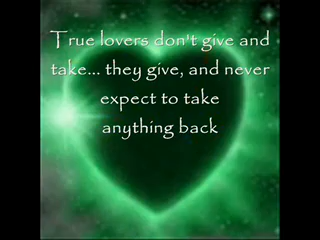 True lovers don't give and
take... they give, and never
expect to take
anything back